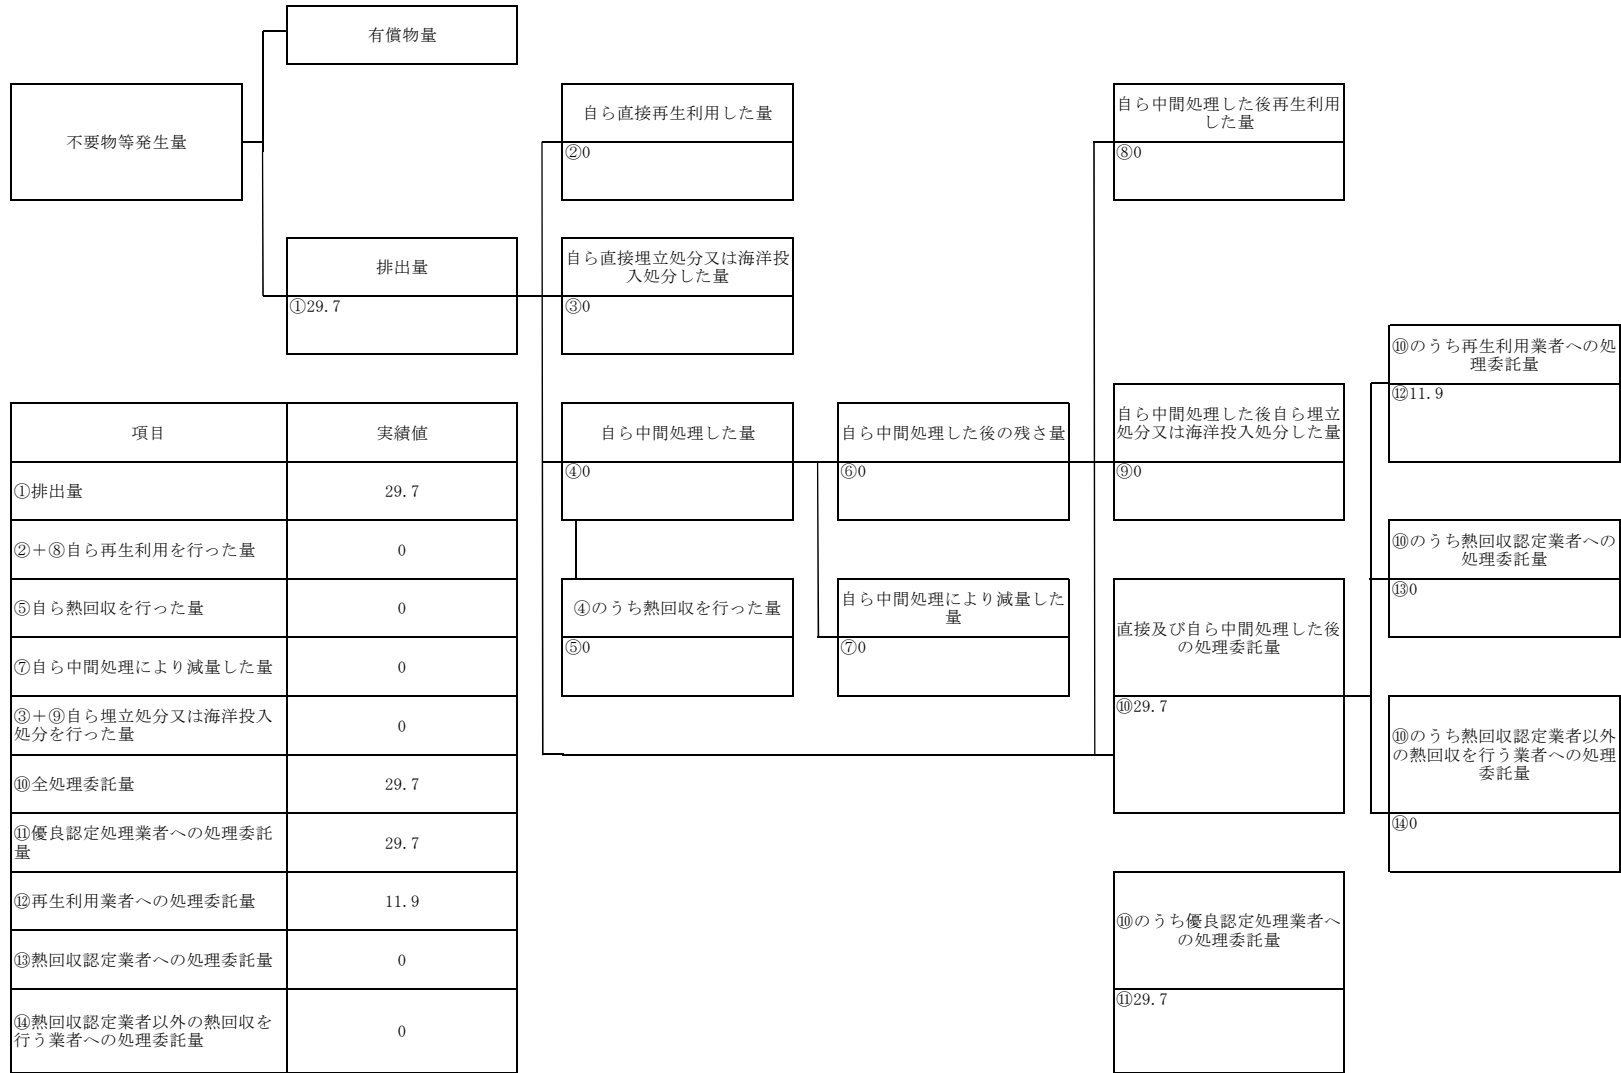 有償物量
不要物等発生量
自ら直接再生利用した量
②0
自ら中間処理した後再生利用
した量
⑧0
排出量
①29.7
自ら直接埋立処分又は海洋投
入処分した量
③0
⑩のうち再生利用業者への処
理委託量
⑫11.9
自ら中間処理した量
④0
自ら中間処理した後の残さ量
⑥0
自ら中間処理した後自ら埋立
処分又は海洋投入処分した量
⑨0
⑩のうち熱回収認定業者への
処理委託量
⑬0
④のうち熱回収を行った量
⑤0
自ら中間処理により減量した
量
⑦0
直接及び自ら中間処理した後
の処理委託量
⑩29.7
⑩のうち熱回収認定業者以外
の熱回収を行う業者への処理
委託量
⑭0
⑩のうち優良認定処理業者へ
の処理委託量
⑪29.7
項目 実績値
①排出量 29.7
②+⑧自ら再生利用を行った量 0
⑤自ら熱回収を行った量 0
⑦自ら中間処理により減量した量 0
③+⑨自ら埋立処分又は海洋投入
処分を行った量 0
⑩全処理委託量 29.7
⑪優良認定処理業者への処理委託
量 29.7
⑫再生利用業者への処理委託量 11.9
⑬熱回収認定業者への処理委託量 0
⑭熱回収認定業者以外の熱回収を
行う業者への処理委託量 0